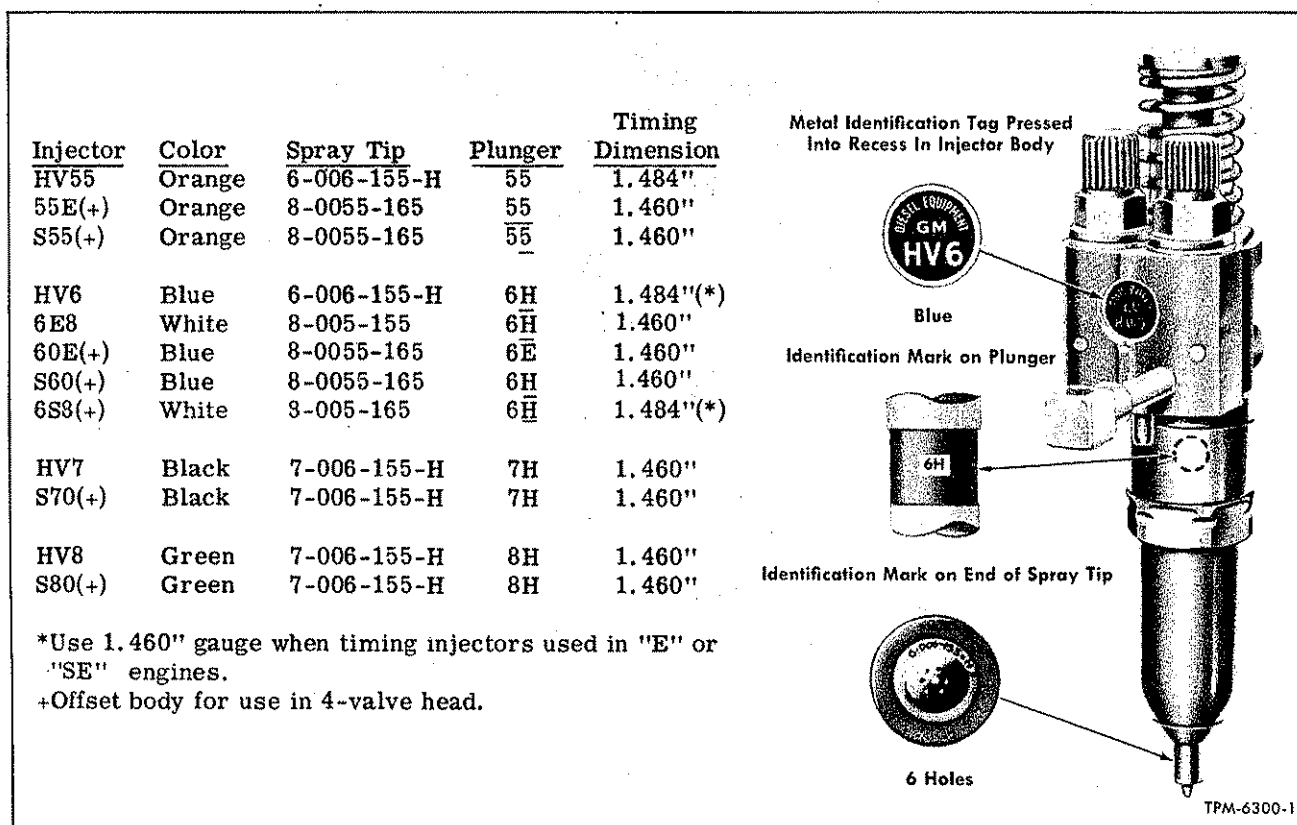 Injector Color Spray Tip Plunger Timing Dimension
HV55 Orange 6-006-155-H 55 1.484"
55E(+) Orange 8-0055-165 55 1.460"
S55(+) Orange 8-0055-165 55 1.460"
HV6 Blue 6-006-155-H 6H 1.484"(*)
6E8 White 8-005-155 6H 1.460"
60E(+) Blue 8-0055-165 6E 1.460"
S60(+) Blue 8-0055-165 6H 1.460"
6S8(+) White 8-005-165 6H 1.484"(*)
HV7 Black 7-006-155-H 7H 1.460"
S70(+) Black 7-006-155-H 7H 1.460"
HV8 Green 7-006-155-H 8H 1.460"
S80(+) Green 7-006-155-H 8H 1.460"
*Use 1.460" gauge when timing injectors used in "E" or
"SE" engines.
+Offset body for use in 4-valve head.
Metal Identification Tag Pressed
Into Recess In Injector Body
DIESEL EQUIPMENT
GM
HV6
Blue
Identification Mark on Plunger
6H
Identification Mark on End of Spray Tip
6-006-155-H
6 Holes
TPM-6300-1